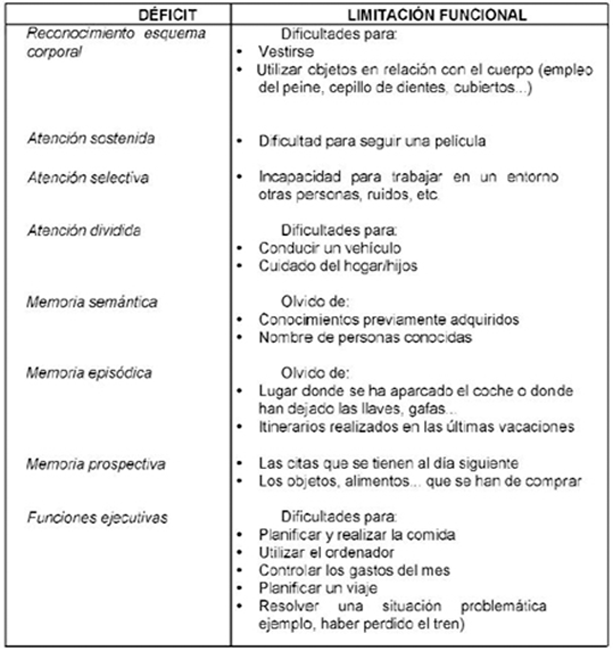 DÉFICIT LIMITACIÓN FUNCIONAL
Reconocimiento esquema corporal
Dificultades para:
• Vestirse
• Utilizar objetos en relación con el cuerpo (empleo
del peine, cepillo de dientes, cubiertos...)
Atención sostenida
• Dificultad para seguir una película
Atención selectiva
• Incapacidad para trabajar en un entorno
otras personas, ruidos, etc
Atención dividida
Dificultades para:
• Conducir un vehículo
• Cuidado del hogar/hijos
Memoria semántica
Olvido de:
• Conocimientos previamente adquiridos
• Nombre de personas conocidas
Memoria episódica
Olvido de:
• Lugar donde se ha aparcado el coche o donde
han dejado las llaves, gafas...
• Itinerarios realizados en las últimas vacaciones
Memoria prospectiva
• Las citas que se tienen al día siguiente
• Los objetos, alimentos... que se han de comprar
Funciones ejecutivas
Dificultades para:
• Planificar y realizar la comida
• Utilizar el ordenador
• Controlar los gastos del mes
• Planificar un viaje
• Resolver una situación problemática
ejemplo, haber perdido el tren)